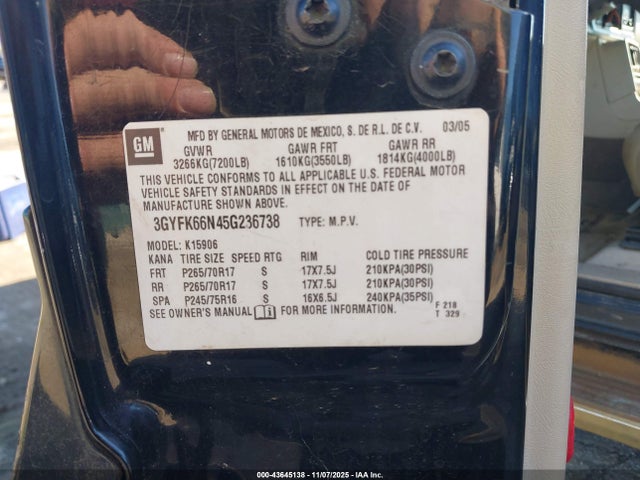 GM
MFD BY GENERAL MOTORS DE MEXICO, S. DE R.L. DE C.V. 03/05
GVWR GAWR FRT GAWR RR
3266KG(7200LB) 1610KG(3550LB) 1814KG(4000LB)
THIS VEHICLE CONFORMS TO ALL APPLICABLE U.S. FEDERAL MOTOR
VEHICLE SAFETY STANDARDS IN EFFECT ON THE DATE OF
MANUFACTURE SHOWN ABOVE.
3GYFK66N45G236738 TYPE: M.P.V.
MODEL: K15906
KANA TIRE SIZE SPEED RTG RIM COLD TIRE PRESSURE
FRT P265/70R17 S 17X7.5J 210KPA(30PSI)
RR P265/70R17 S 17X7.5J 210KPA(30PSI)
SPA P245/75R16 S 16X6.5J 240KPA(35PSI)
SEE OWNER'S MANUAL FOR MORE INFORMATION.
F 218
T 329
000-43645138 - 11/07/2025 - IAA Inc.